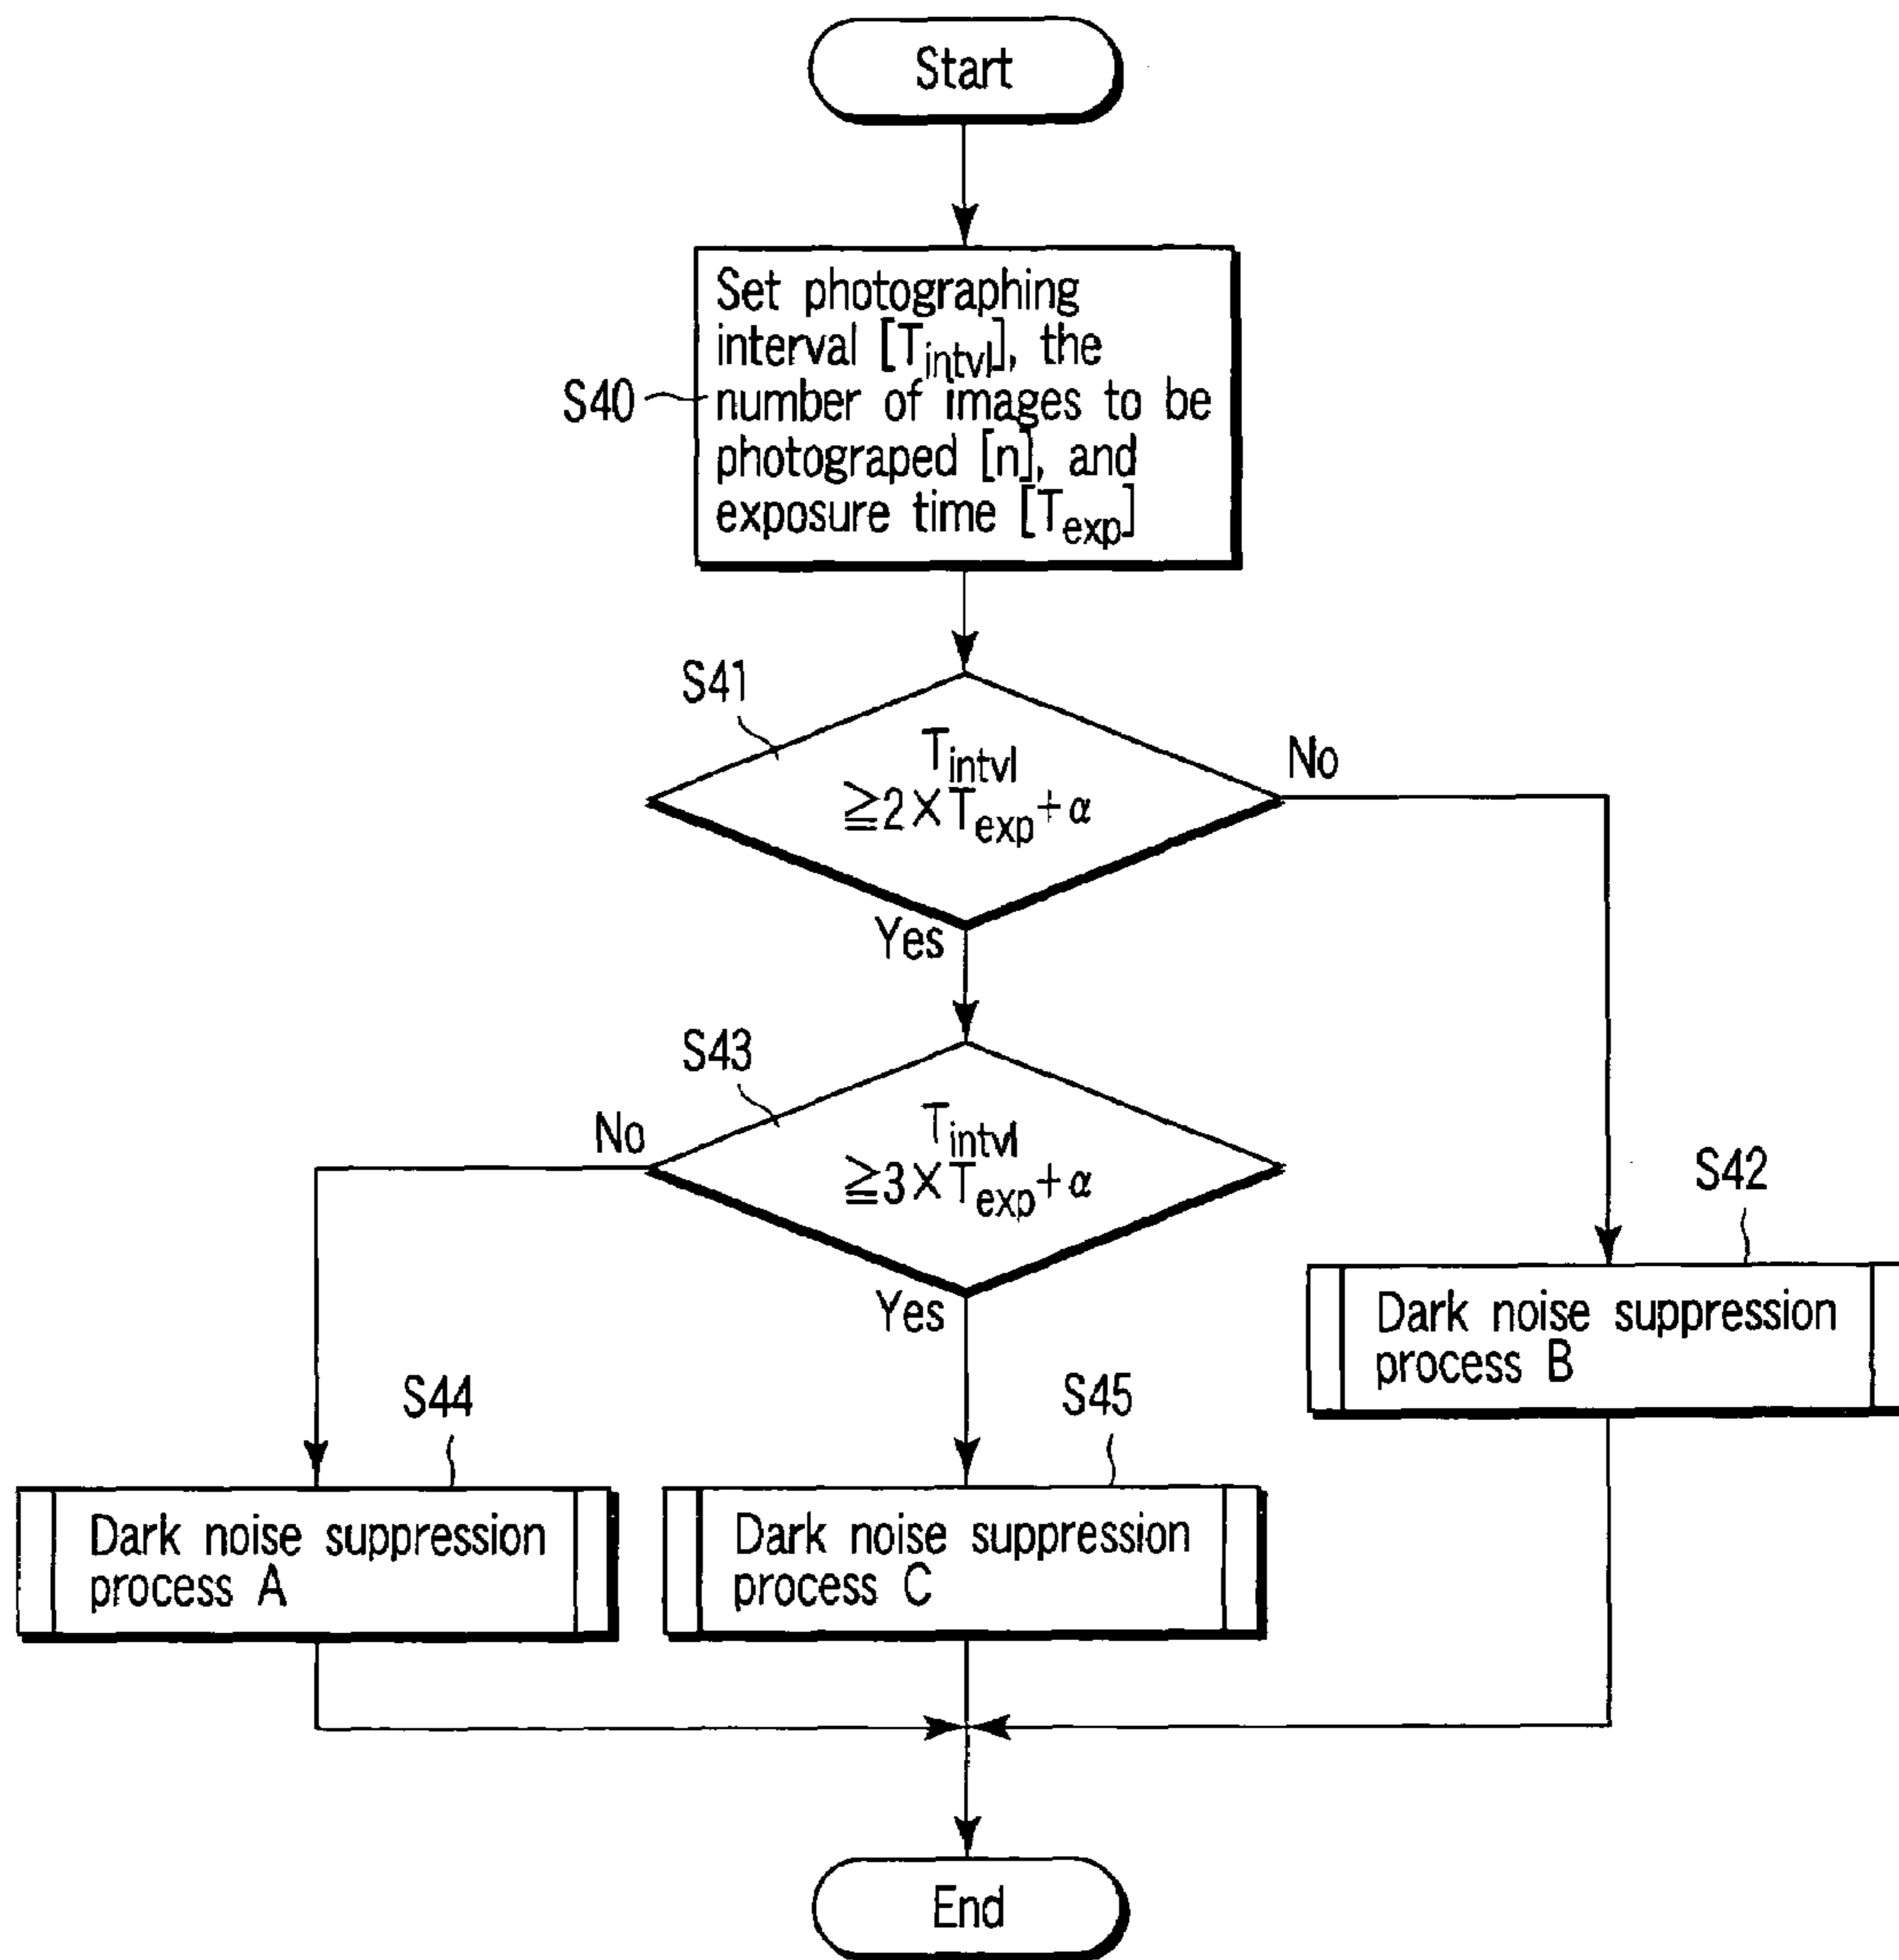 Start
Set photographing
interval [Tintvl], the
number of images to be
photograped [n], and
exposure time [Texp]
S40
S41
Tintvl
≧2×Texp+α
No
Yes
S43
Tintvl
≧3×Texp+α
No
Yes
S42
Dark noise suppression
process B
S44
Dark noise suppression
process A
S45
Dark noise suppression
process C
End